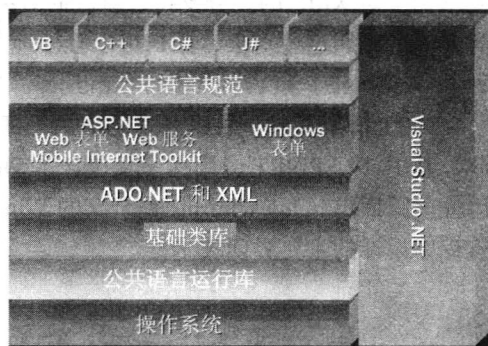 VB C++ C# J# ...
公共语言规范
ASP.NET
Web 表单 Web 服务
Mobile Internet Toolkit
Windows
表单
ADO.NET 和 XML
基础类库
公共语言运行库
操作系统
Visual Studio .NET